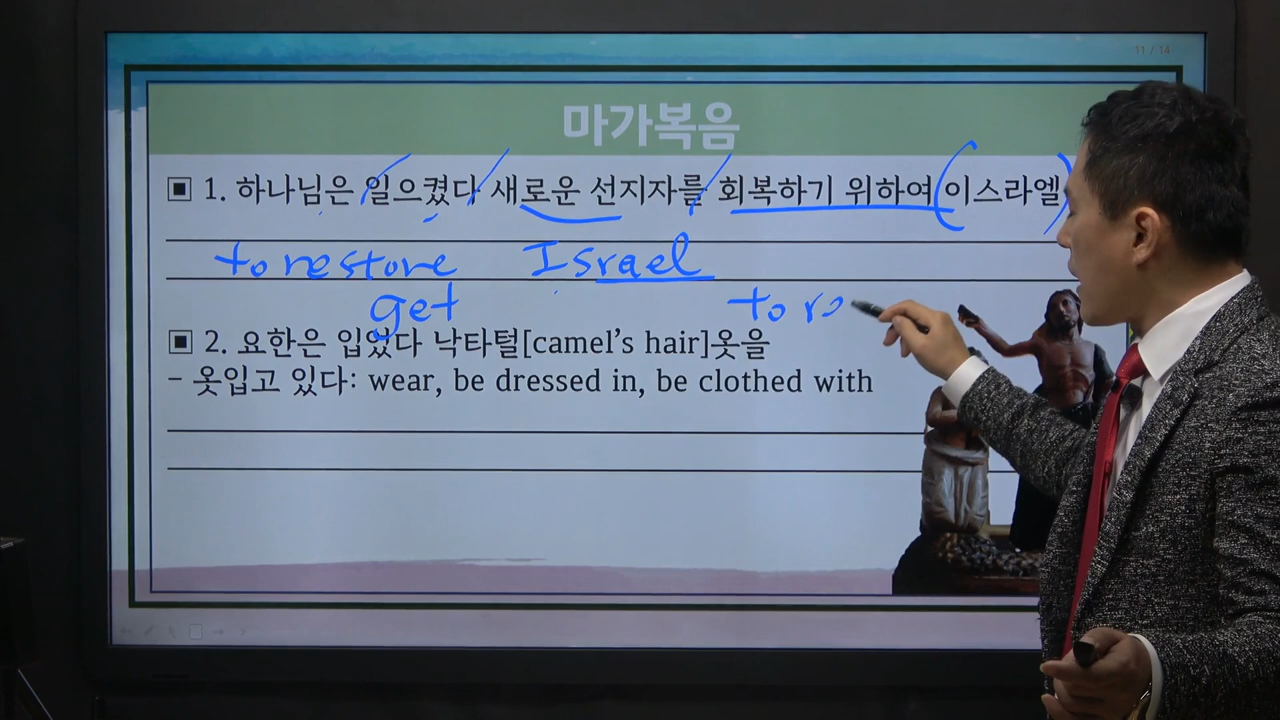 11 / 14
마가복음
▣ 1. 하나님은 일으켰다 새로운 선지자를 회복하기 위하여 이스라엘
to restore Israel
get to
▣ 2. 요한은 입었다 낙타털[camel's hair]옷을
- 옷입고 있다: wear, be dressed in, be clothed with